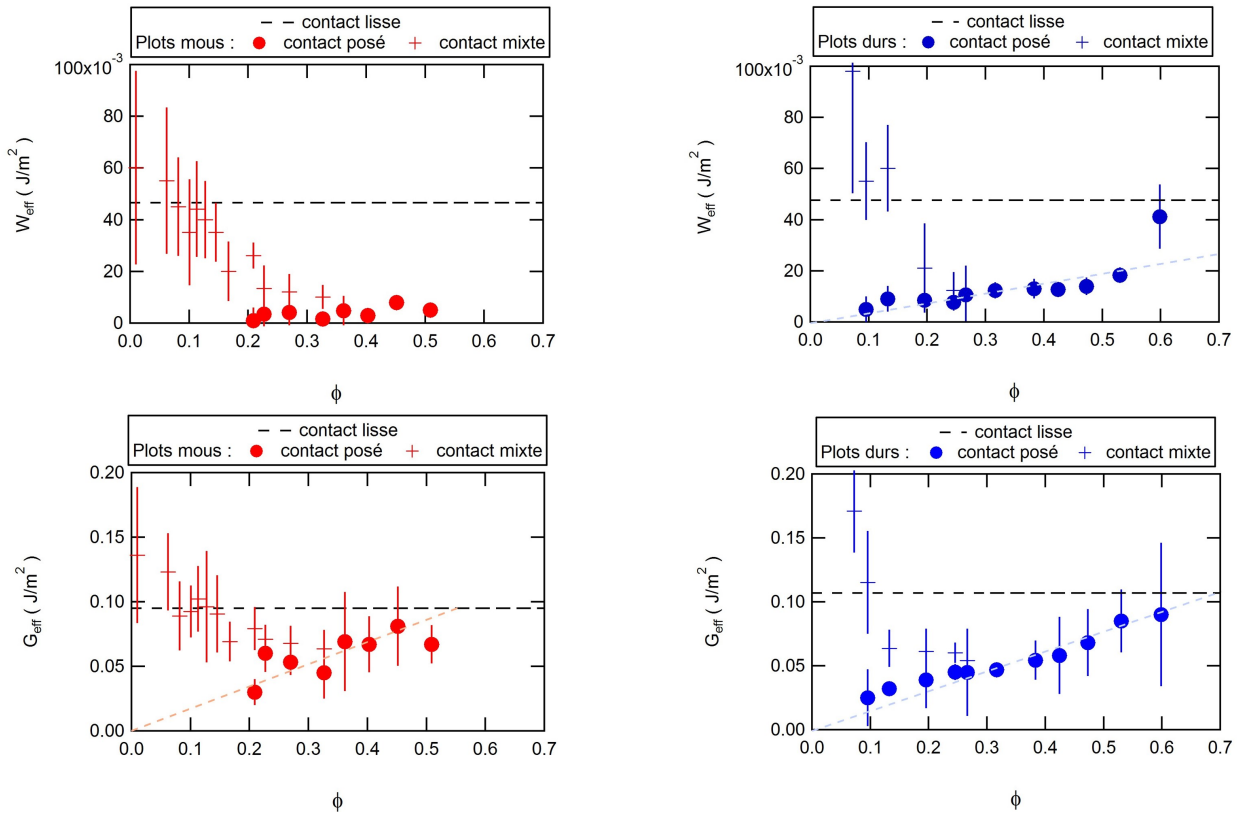 contact lisse
Plots mous : contact posé contact mixte
100x10-3
80
60
40
20
0
0.0 0.1 0.2 0.3 0.4 0.5 0.6 0.7
Weff ( J/m2 )
ϕ
contact lisse
Plots durs : contact posé contact mixte
100x10-3
80
60
40
20
0
0.0 0.1 0.2 0.3 0.4 0.5 0.6 0.7
Weff ( J/m2 )
ϕ
contact lisse
Plots mous : contact posé contact mixte
0.20
0.15
0.10
0.05
0.00
0.0 0.1 0.2 0.3 0.4 0.5 0.6 0.7
Geff ( J/m2 )
ϕ
contact lisse
Plots durs : contact posé contact mixte
0.20
0.15
0.10
0.05
0.00
0.0 0.1 0.2 0.3 0.4 0.5 0.6 0.7
Geff ( J/m2 )
ϕ